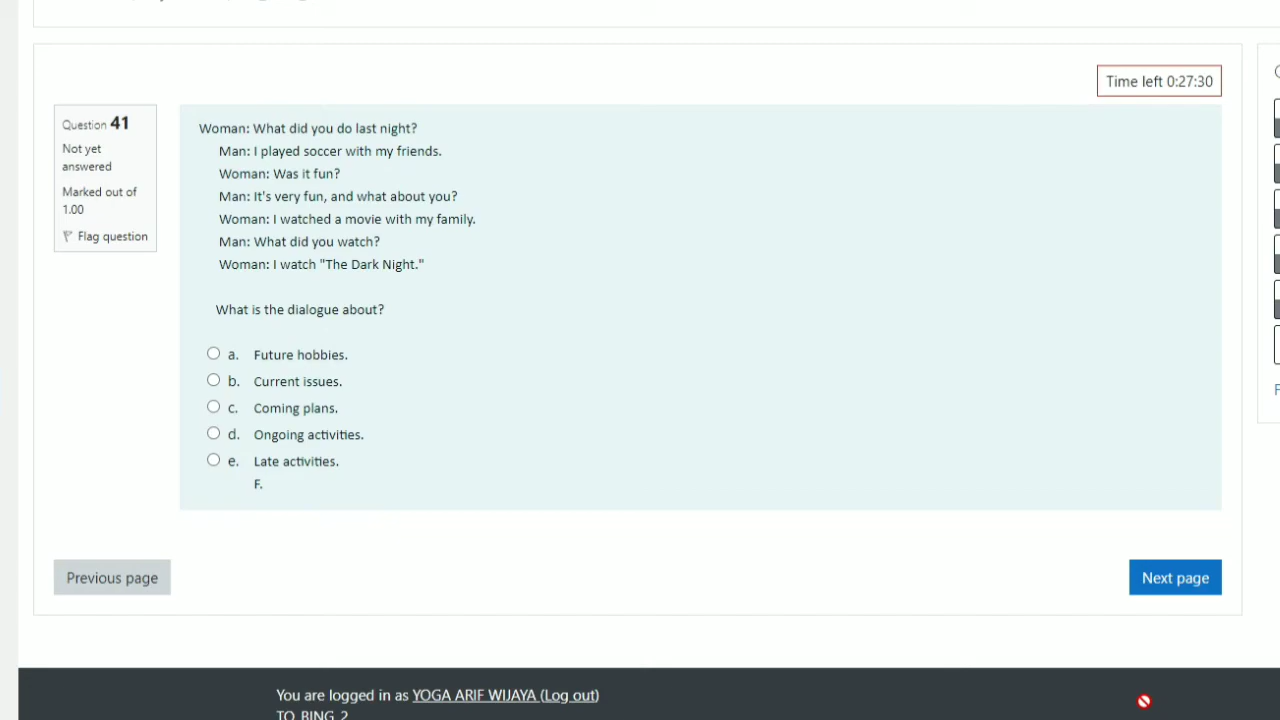 Time left 0:27:30
Question 41
Not yet
answered
Marked out of
1.00
Flag question
Woman: What did you do last night?
Man: I played soccer with my friends.
Woman: Was it fun?
Man: It's very fun, and what about you?
Woman: I watched a movie with my family.
Man: What did you watch?
Woman: I watch "The Dark Night."
What is the dialogue about?
a. Future hobbies.
b. Current issues.
c. Coming plans.
d. Ongoing activities.
e. Late activities.
F.
Previous page
Next page
You are logged in as YOGA ARIF WIJAYA (Log out)
TO_BING_2